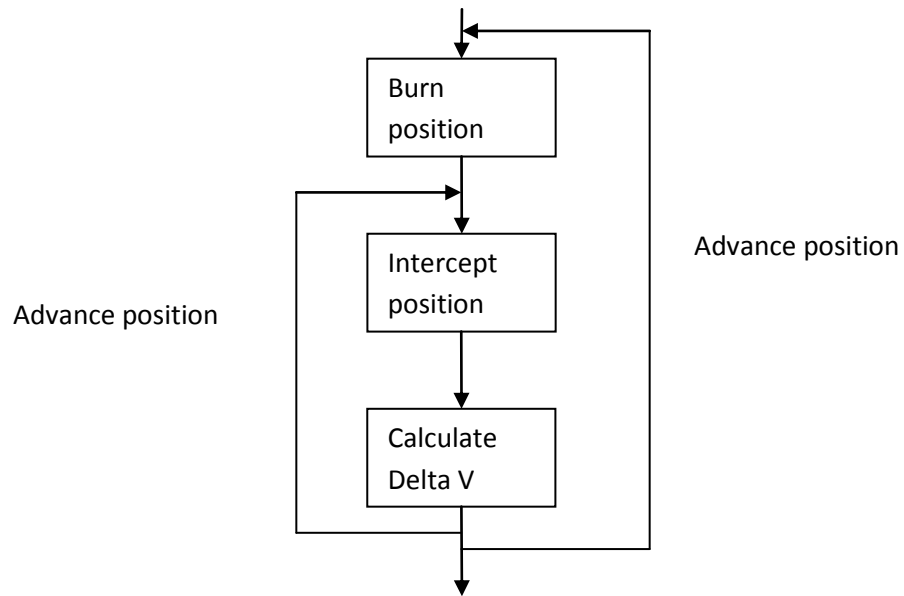 Burn
position
Advance position
Intercept
position
Advance position
Calculate
Delta V